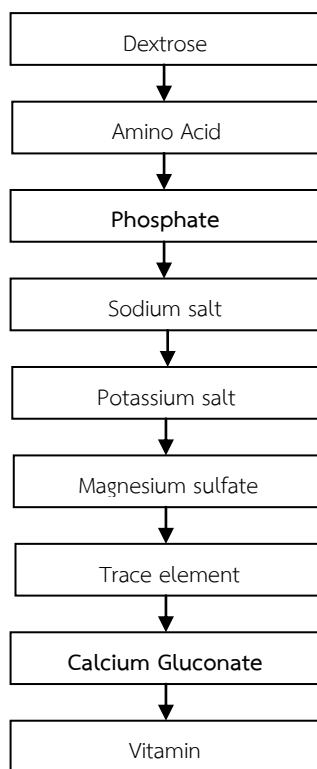 Dextrose
Amino Acid
Phosphate
Sodium salt
Potassium salt
Magnesium sulfate
Trace element
Calcium Gluconate
Vitamin